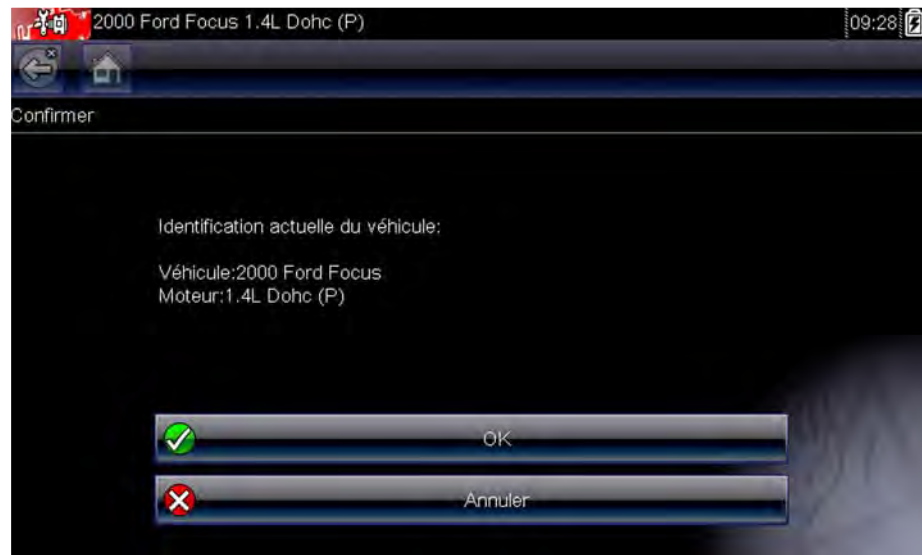 2000 Ford Focus 1.4L Dohc (P)
09:28
Confirmer
Identification actuelle du véhicule:
Véhicule:2000 Ford Focus
Moteur:1.4L Dohc (P)
OK
Annuler